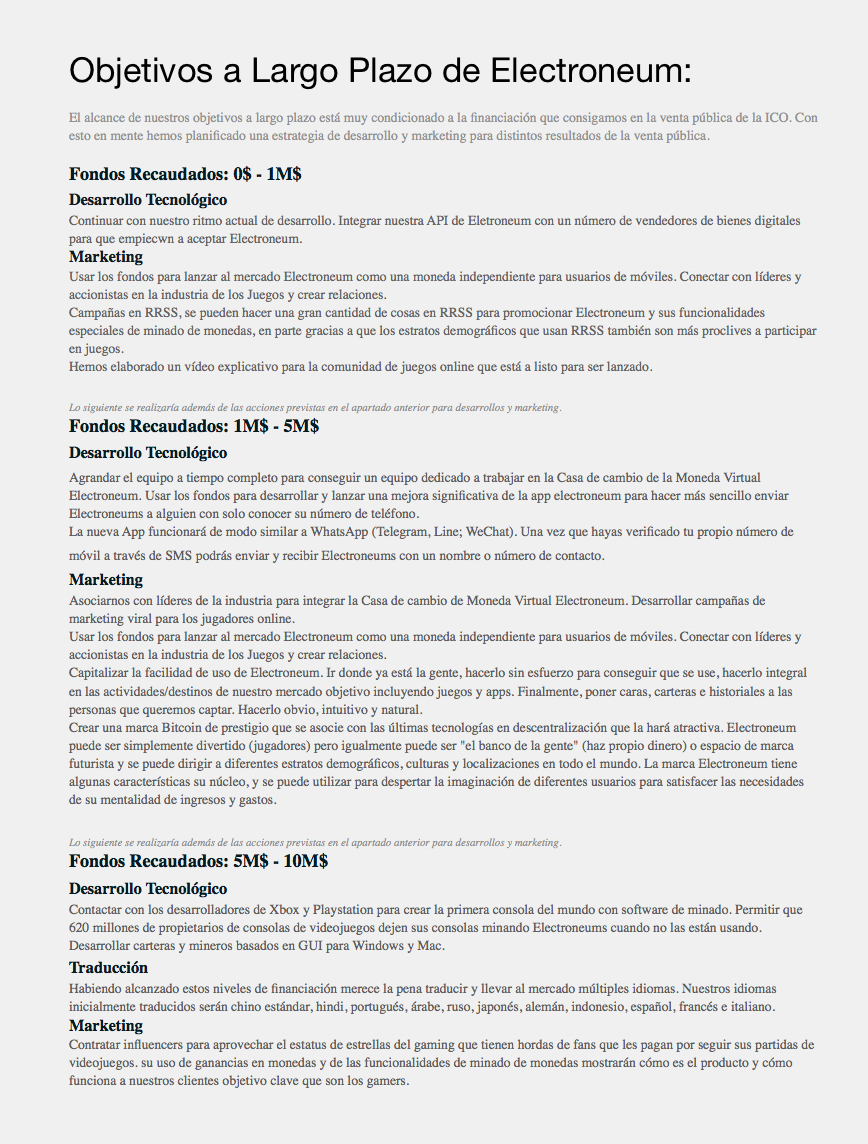 Objetivos a Largo Plazo de Electroneum:
El alcance de nuestros objetivos a largo plazo está muy condicionado a la financiación que consigamos en la venta pública de la ICO. Con
esto en mente hemos planificado una estrategia de desarrollo y marketing para distintos resultados de la venta pública.
Fondos Recaudados: 0$ - 1M$
Desarrollo Tecnológico
Continuar con nuestro ritmo actual de desarrollo. Integrar nuestra API de Eletroneum con un número de vendedores de bienes digitales
para que empiecwn a aceptar Electroneum.
Marketing
Usar los fondos para lanzar al mercado Electroneum como una moneda independiente para usuarios de móviles. Conectar con líderes y
accionistas en la industria de los Juegos y crear relaciones.
Campañas en RRSS, se pueden hacer una gran cantidad de cosas en RRSS para promocionar Electroneum y sus funcionalidades
especiales de minado de monedas, en parte gracias a que los estratos demográficos que usan RRSS también son más proclives a participar
en juegos.
Hemos elaborado un vídeo explicativo para la comunidad de juegos online que está a listo para ser lanzado.
Lo siguiente se realizaría además de las acciones previstas en el apartado anterior para desarrollos y marketing.
Fondos Recaudados: 1M$ - 5M$
Desarrollo Tecnológico
Agrandar el equipo a tiempo completo para conseguir un equipo dedicado a trabajar en la Casa de cambio de la Moneda Virtual
Electroneum. Usar los fondos para desarrollar y lanzar una mejora significativa de la app electroneum para hacer más sencillo enviar
Electroneums a alguien con solo conocer su número de teléfono.
La nueva App funcionará de modo similar a WhatsApp (Telegram, Line; WeChat). Una vez que hayas verificado tu propio número de
móvil a través de SMS podrás enviar y recibir Electroneums con un nombre o número de contacto.
Marketing
Asociarnos con líderes de la industria para integrar la Casa de cambio de Moneda Virtual Electroneum. Desarrollar campañas de
marketing viral para los jugadores online.
Usar los fondos para lanzar al mercado Electroneum como una moneda independiente para usuarios de móviles. Conectar con líderes y
accionistas en la industria de los Juegos y crear relaciones.
Capitalizar la facilidad de uso de Electroneum. Ir donde ya está la gente, hacerlo sin esfuerzo para conseguir que se use, hacerlo integral
en las actividades/destinos de nuestro mercado objetivo incluyendo juegos y apps. Finalmente, poner caras, carteras e historiales a las
personas que queremos captar. Hacerlo obvio, intuitivo y natural.
Crear una marca Bitcoin de prestigio que se asocie con las últimas tecnologías en descentralización que la hará atractiva. Electroneum
puede ser simplemente divertido (jugadores) pero igualmente puede ser "el banco de la gente" (haz propio dinero) o espacio de marca
futurista y se puede dirigir a diferentes estratos demográficos, culturas y localizaciones en todo el mundo. La marca Electroneum tiene
algunas características su núcleo, y se puede utilizar para despertar la imaginación de diferentes usuarios para satisfacer las necesidades
de su mentalidad de ingresos y gastos.
Lo siguiente se realizaría además de las acciones previstas en el apartado anterior para desarrollos y marketing.
Fondos Recaudados: 5M$ - 10M$
Desarrollo Tecnológico
Contactar con los desarrolladores de Xbox y Playstation para crear la primera consola del mundo con software de minado. Permitir que
620 millones de propietarios de consolas de videojuegos dejen sus consolas minando Electroneums cuando no las están usando.
Desarrollar carteras y mineros basados en GUI para Windows y Mac.
Traducción
Habiendo alcanzado estos niveles de financiación merece la pena traducir y llevar al mercado múltiples idiomas. Nuestros idiomas
inicialmente traducidos serán chino estándar, hindi, portugués, árabe, ruso, japonés, alemán, indonesio, español, francés e italiano.
Marketing
Contratar influencers para aprovechar el estatus de estrellas del gaming que tienen hordas de fans que les pagan por seguir sus partidas de
videojuegos. su uso de ganancias en monedas y de las funcionalidades de minado de monedas mostrarán cómo es el producto y cómo
funciona a nuestros clientes objetivo clave que son los gamers.